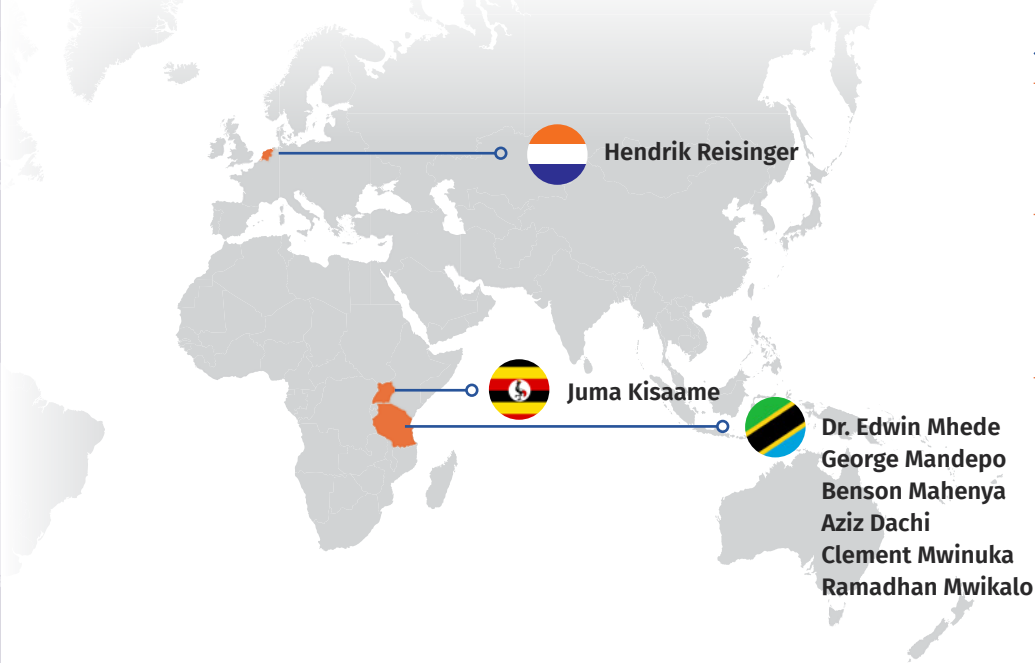 Hendrik Reisinger
Juma Kisaame
Dr. Edwin Mhede
George Mandepo
Benson Mahenya
Aziz Dachi
Clement Mwinuka
Ramadhan Mwikalo